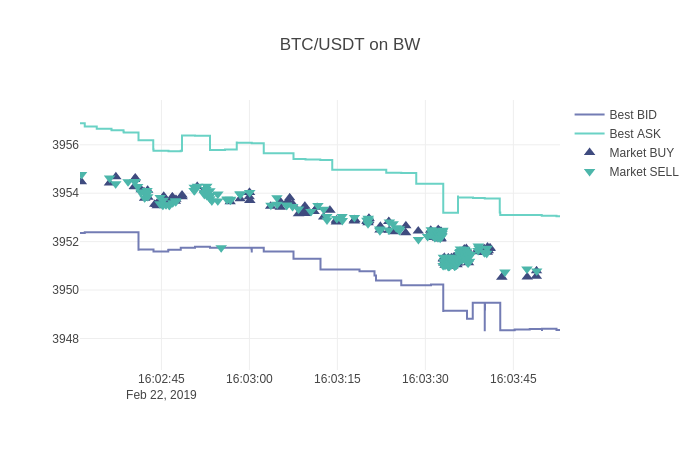 BTC/USDT on BW
Best BID
Best ASK
Market BUY
Market SELL
3956
3954
3952
3950
3948
16:02:45
16:03:00
16:03:15
16:03:30
16:03:45
Feb 22, 2019